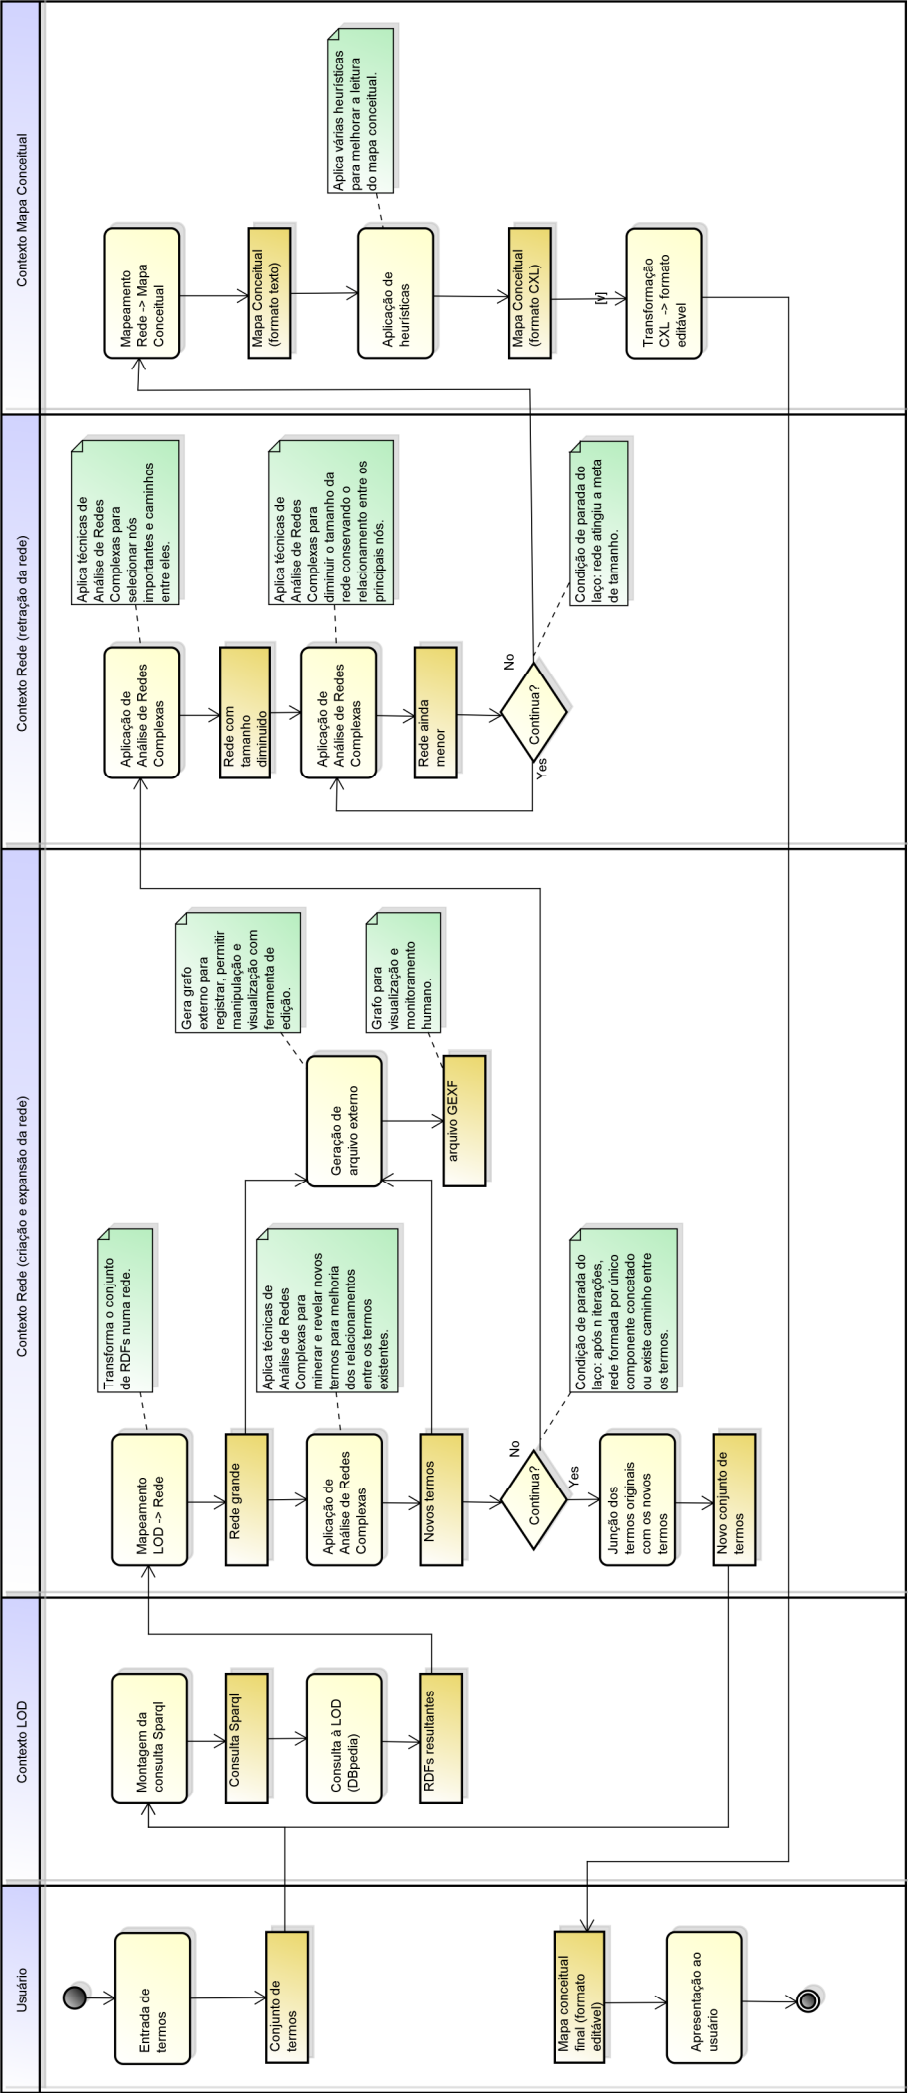 Usuário
Entrada de
termos
Conjunto de
termos
Mapa conceitual
final (formato
editável)
Apresentação ao
usuário
Contexto LOD
Montagem da
consulta Sparql
Consulta Sparql
Consulta à LOD
(DBpedia)
RDFs resultantes
Contexto Rede (criação e expansão da rede)
Mapeamento
LOD -> Rede
Transforma o conjunto
de RDFs numa rede.
Rede grande
Aplicação de
Análise de Redes
Complexas
Aplica técnicas de
Análise de Redes
Complexas para
minerar e revelar novos
termos para melhoria
dos relacionamentos
entre os termos
existentes.
Novos termos
Geração de
arquivo externo
Gera grafo
externo para
registrar, permitir
manipulação e
visualização com
ferramenta de
edição.
arquivo GEXF
Grafo para
visualização e
monitoramento
humano.
Continua?
No
Yes
Condição de parada do
laço: após n iterações,
rede formada por único
componente concetado
ou existe caminho entre
os termos.
Junção dos
termos originais
com os novos
termos
Novo conjunto de
termos
Contexto Rede (retração da rede)
Aplicação de
Análise de Redes
Complexas
Aplica técnicas de
Análise de Redes
Complexas para
selecionar nós
importantes e caminhos
entre eles.
Rede com
tamanho
diminuido
Aplicação de
Análise de Redes
Complexas
Aplica técnicas de
Análise de Redes
Complexas para
diminuir o tamanho da
rede conservando o
relacionamento entre os
principais nós.
Rede ainda
menor
Continua?
No
Yes
Condição de parada do
laço: rede atingiu a meta
de tamanho.
Contexto Mapa Conceitual
Mapeamento
Rede -> Mapa
Conceitual
Mapa Conceitual
(formato texto)
Aplicação de
heurísticas
Aplica várias heurísticas
para melhorar a leitura
do mapa conceitual.
Mapa Conceitual
(formato CXL)
[v]
Transformação
CXL -> formato
editável